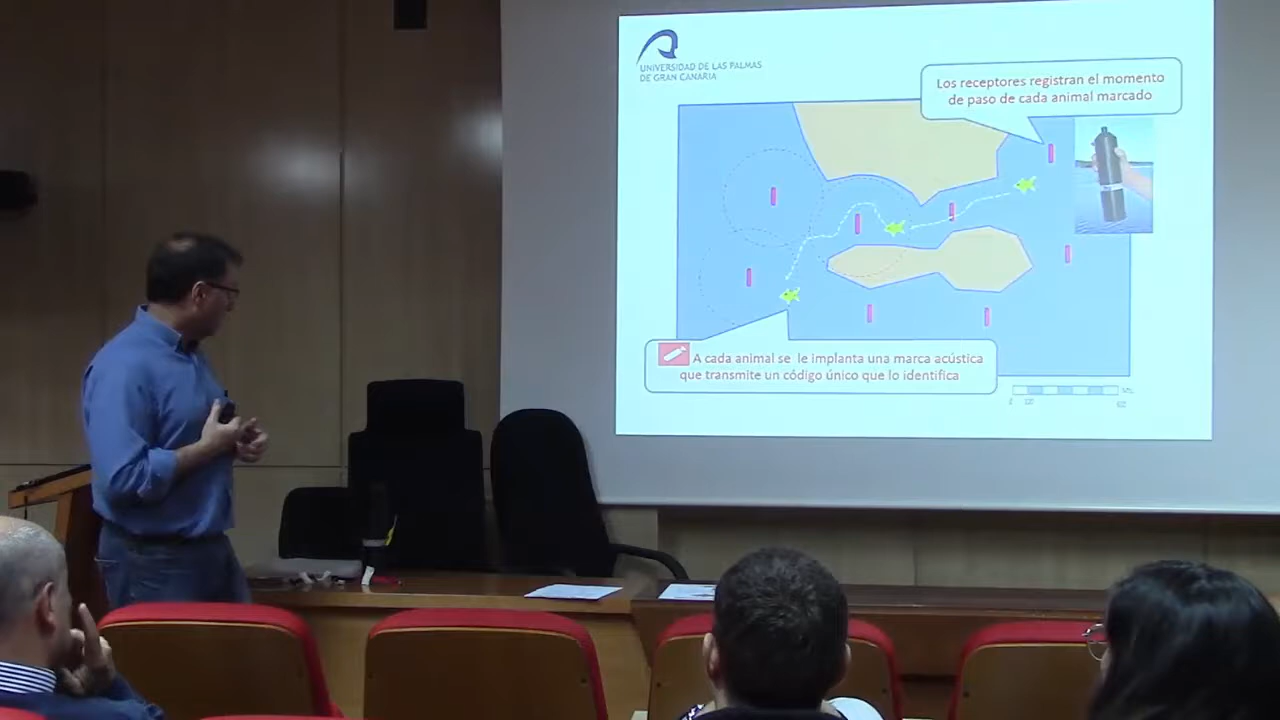 UNIVERSIDAD DE LAS PALMAS
DE GRAN CANARIA
Los receptores registran el momento
de paso de cada animal marcado
A cada animal se le implanta una marca acústica
que transmite un código único que lo identifica